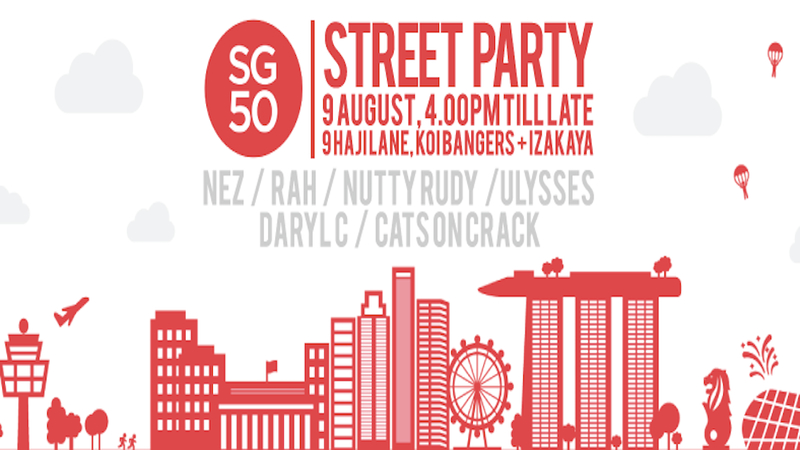 SG
50
STREET PARTY
9 AUGUST, 4.00PM TILL LATE
9 HAJI LANE, KOI BANGERS + IZAKAYA
NEZ / RAH / NUTTY RUDY / ULYSSES
DARYL C / CATS ON CRACK